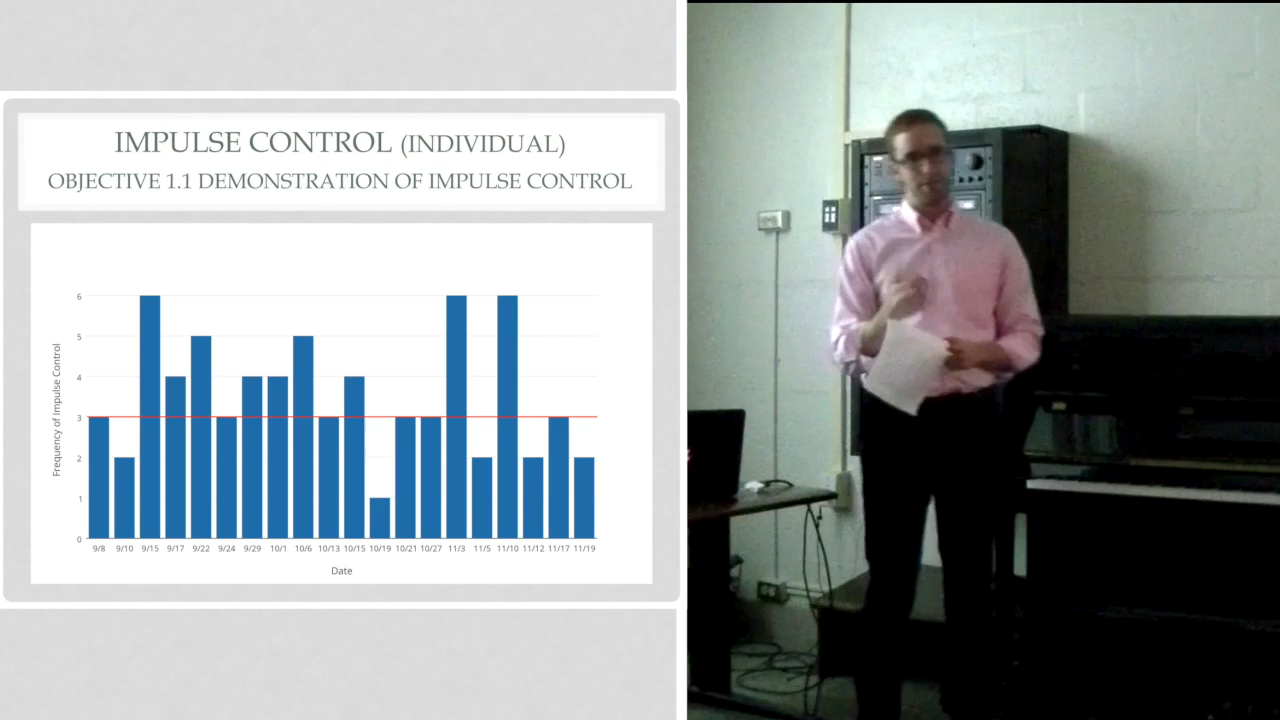 IMPULSE CONTROL (INDIVIDUAL)
OBJECTIVE 1.1 DEMONSTRATION OF IMPULSE CONTROL
Frequency of Impulse Control
6
5
4
3
2
1
0
9/8 9/10 9/15 9/17 9/22 9/24 9/29 10/1 10/6 10/13 10/15 10/19 10/21 10/27 11/3 11/5 11/10 11/12 11/17 11/19
Date